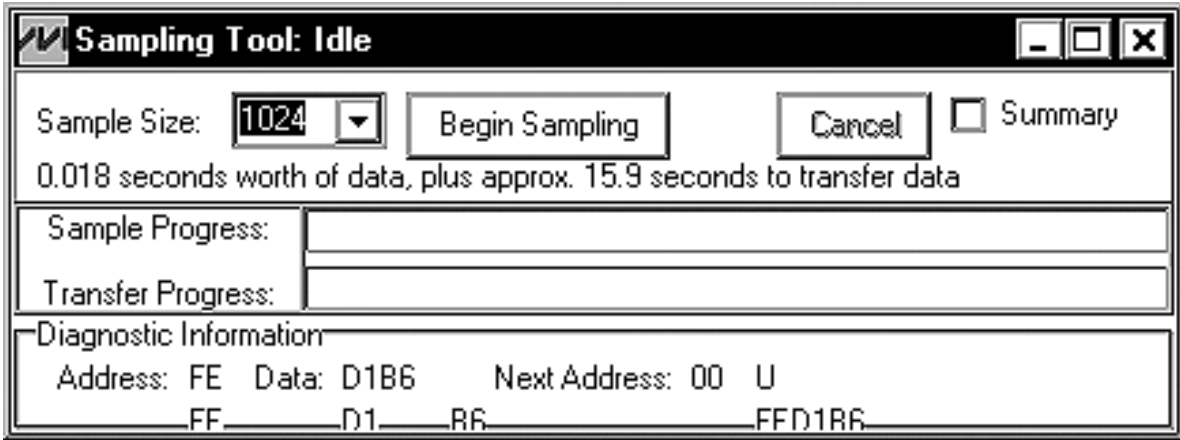 Sampling Tool: Idle
Sample Size: 1024 Begin Sampling Cancel Summary
0.018 seconds worth of data, plus approx. 15.9 seconds to transfer data
Sample Progress:
Transfer Progress:
Diagnostic Information
Address: FE Data: D1B6 Next Address: 00 U
FE D1 B6 FED1B6